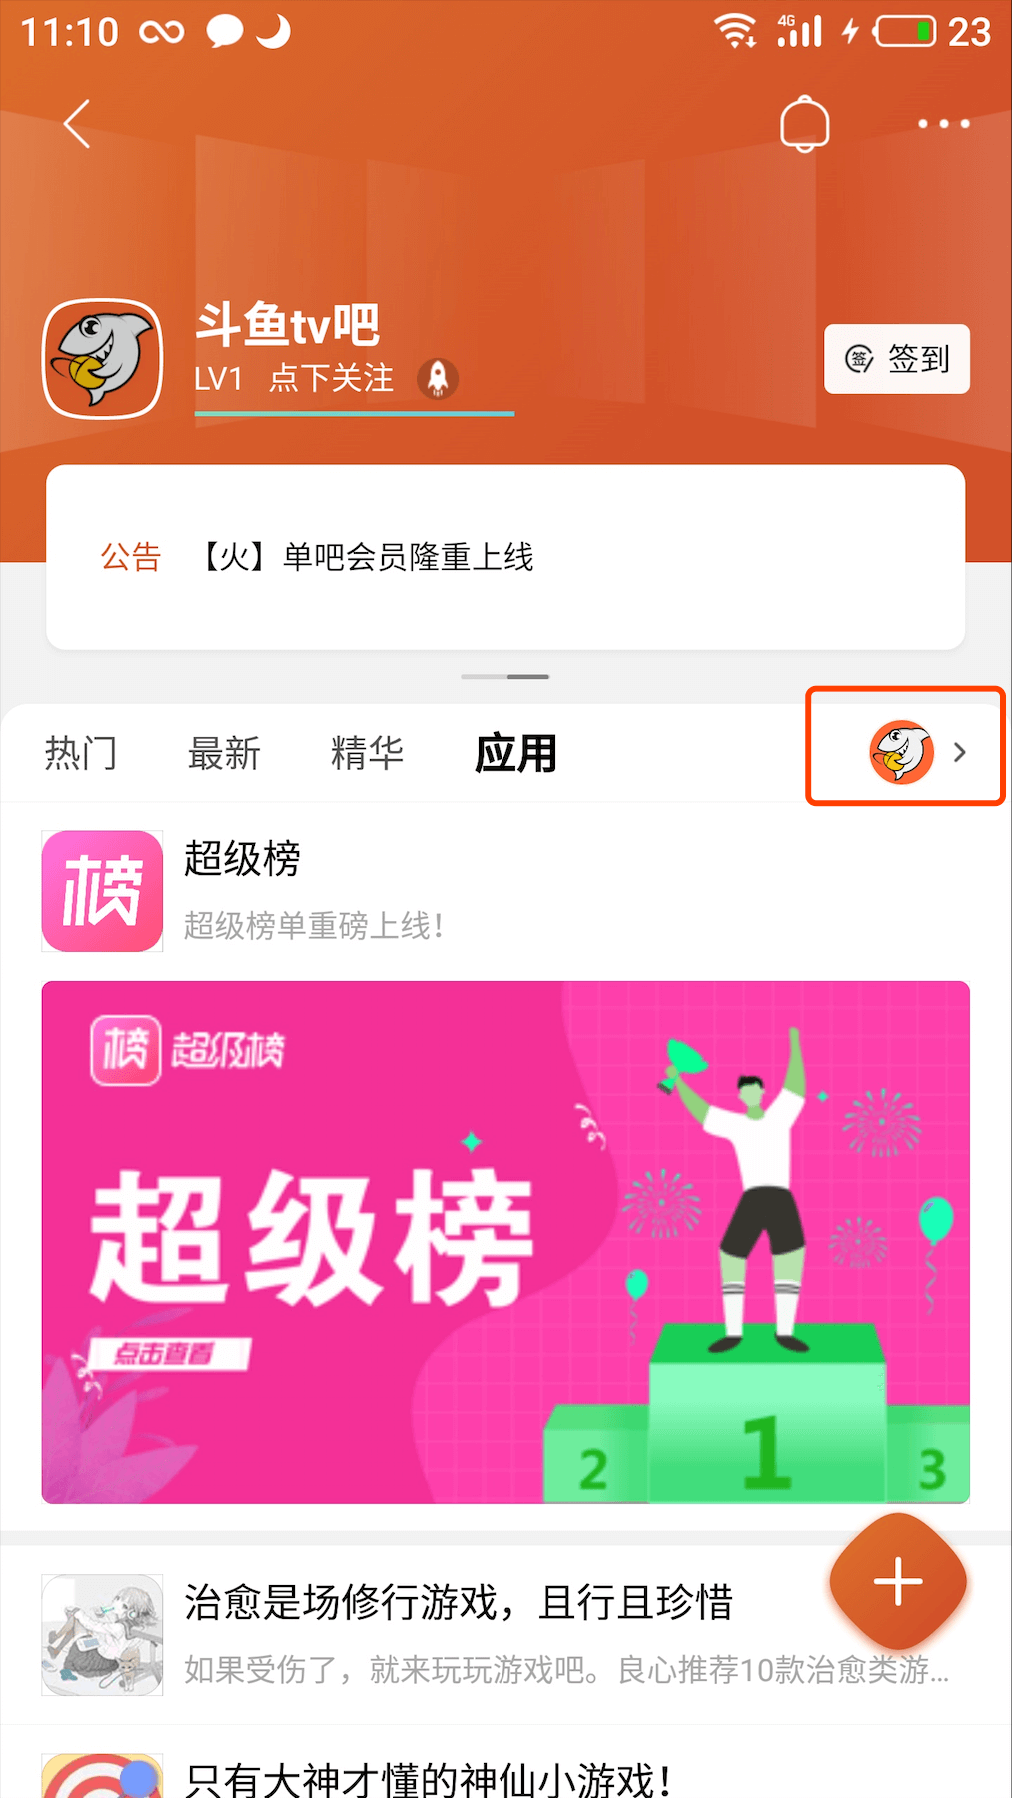 11:10
4G
23
斗鱼tv吧
LV1 点下关注
签 签到
公告 【火】单吧会员隆重上线
热门 最新 精华 应用
榜
超级榜
超级榜单重磅上线！
榜 超级榜
超级榜
点击查看
2 1 3
治愈是场修行游戏，且行且珍惜
如果受伤了，就来玩玩游戏吧。良心推荐10款治愈类游...
只有大神才懂的神仙小游戏！